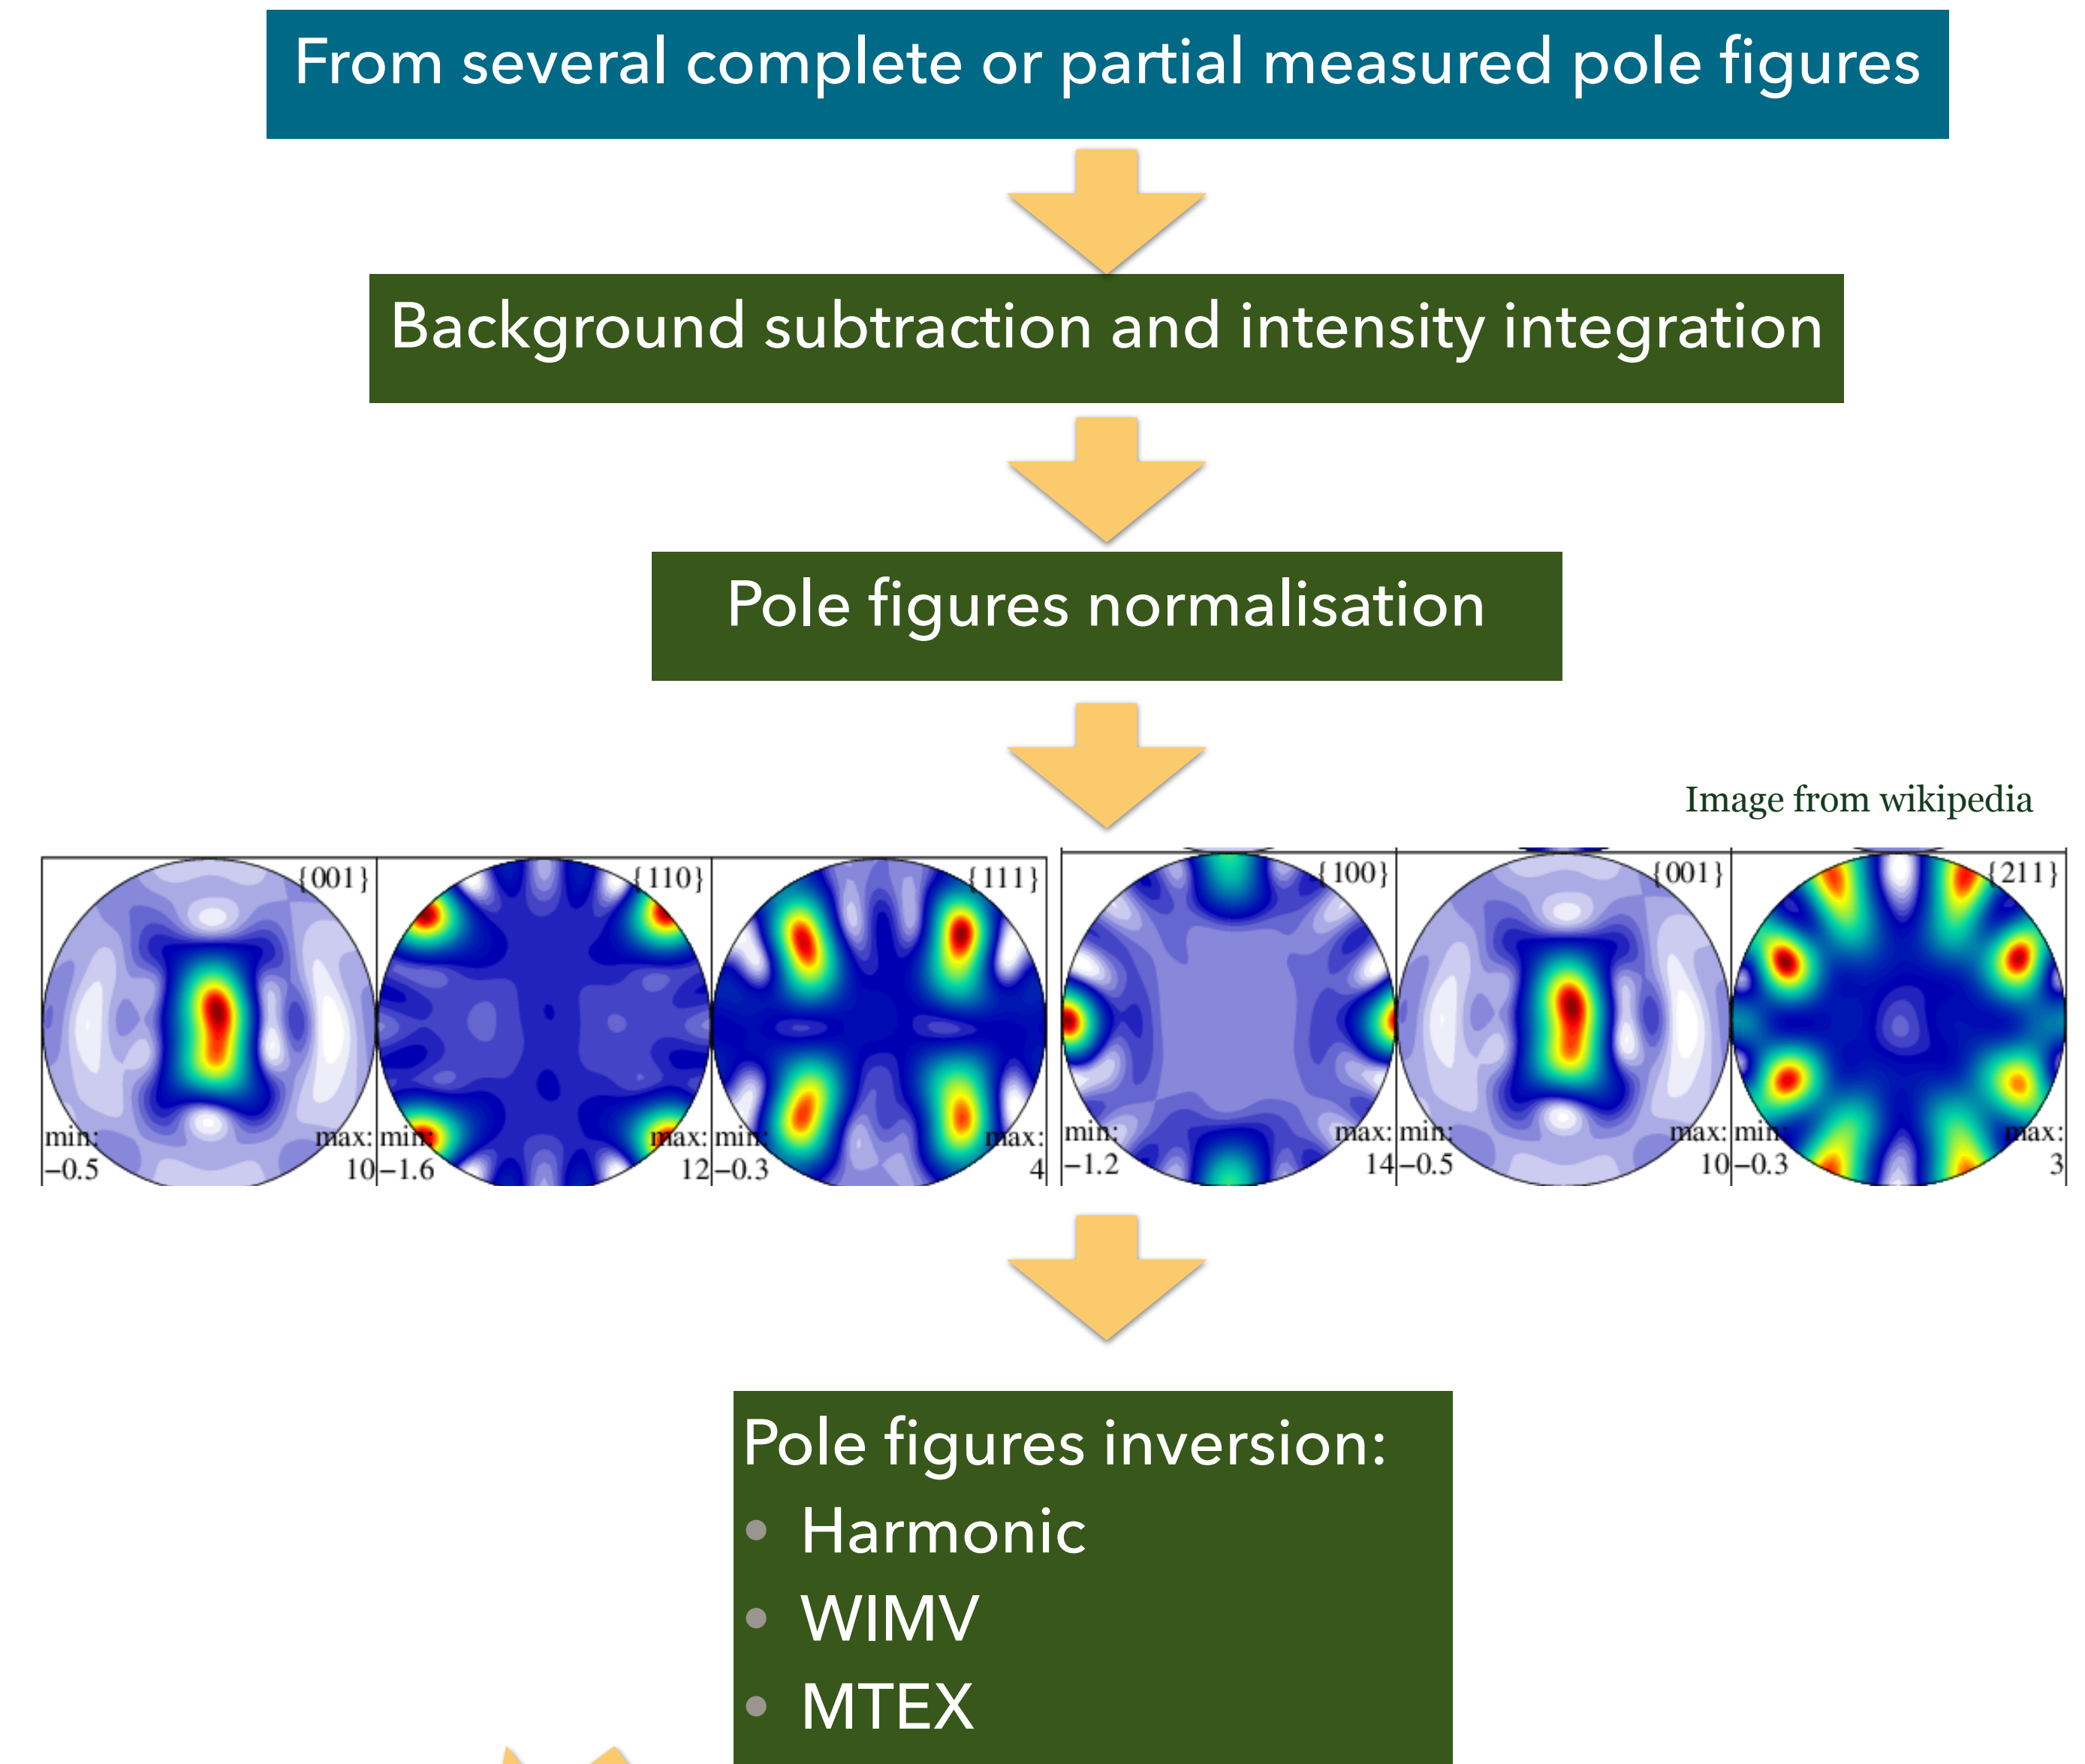 From several complete or partial measured pole figures
Background subtraction and intensity integration
Pole figures normalisation
Image from wikipedia
{001} {110} {111} {100} {001} {211}
min: max: min: max: min: max: min: max: min: max: min: max:
−0.5 10 −1.6 12 −0.3 4 −1.2 14 −0.5 10 −0.3 3
Pole figures inversion:
• Harmonic
• WIMV
• MTEX